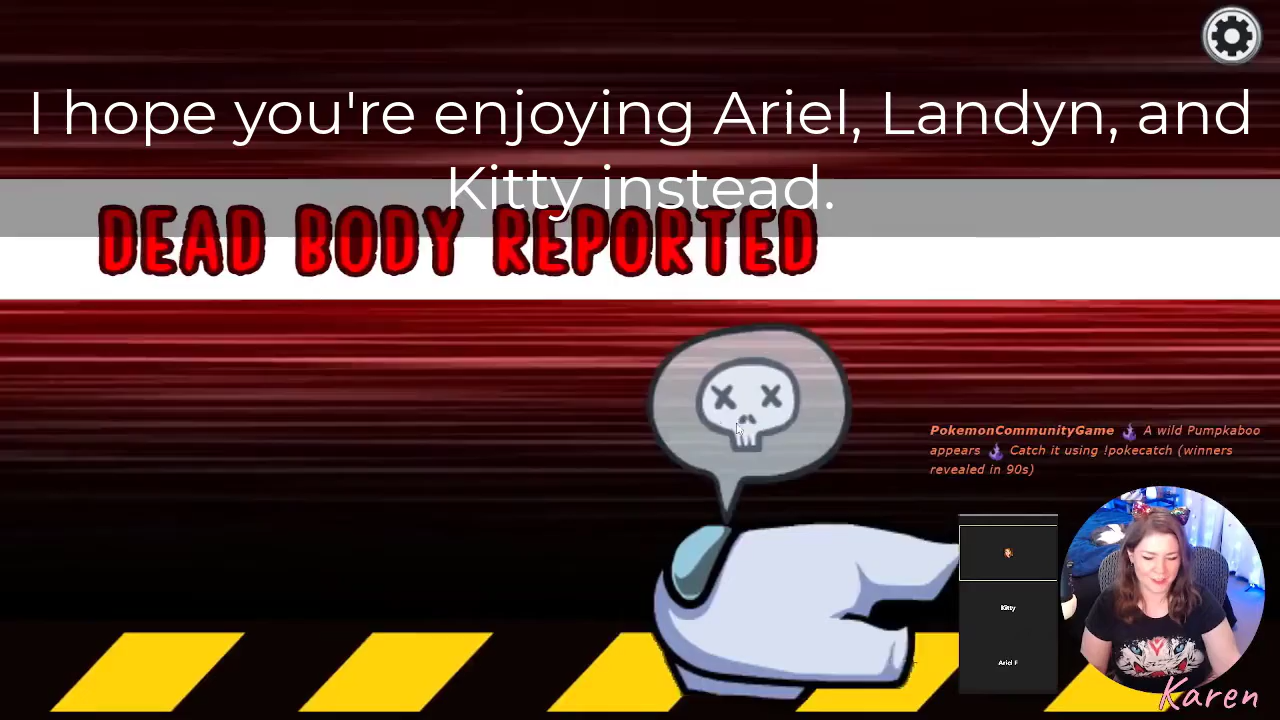 I hope you're enjoying Ariel, Landyn, and
Kitty instead.
DEAD BODY REPORTED
PokemonCommunityGame A wild Pumpkaboo
appears Catch it using !pokecatch (winners
revealed in 90s)
Kitty
Ariel F
Karen